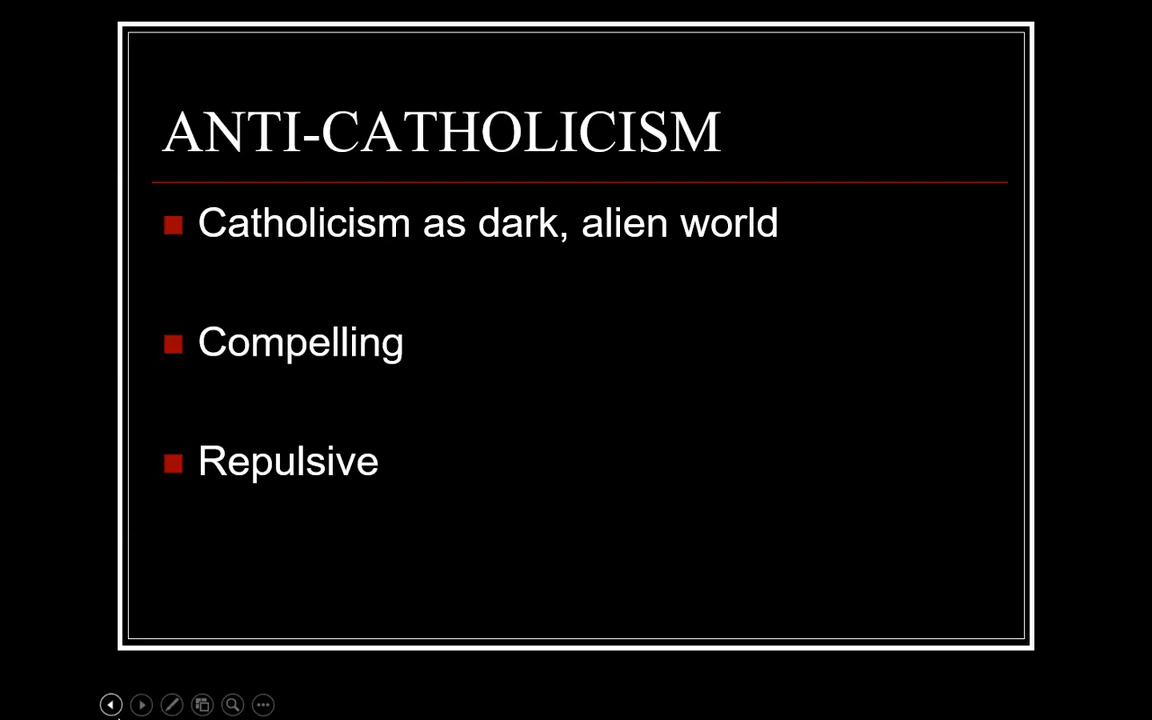 ANTI-CATHOLICISM
Catholicism as dark, alien world
Compelling
Repulsive